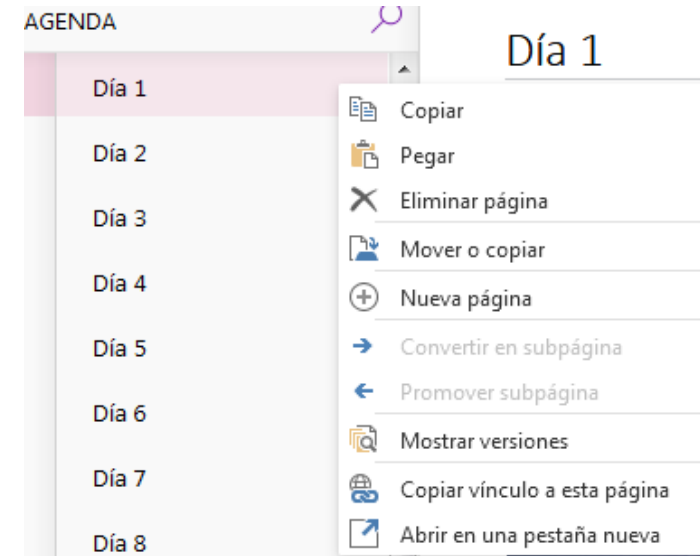 AGENDA
Día 1
Día 2
Día 3
Día 4
Día 5
Día 6
Día 7
Día 8
Día 1
Copiar
Pegar
Eliminar página
Mover o copiar
Nueva página
Convertir en subpágina
Promover subpágina
Mostrar versiones
Copiar vínculo a esta página
Abrir en una pestaña nueva